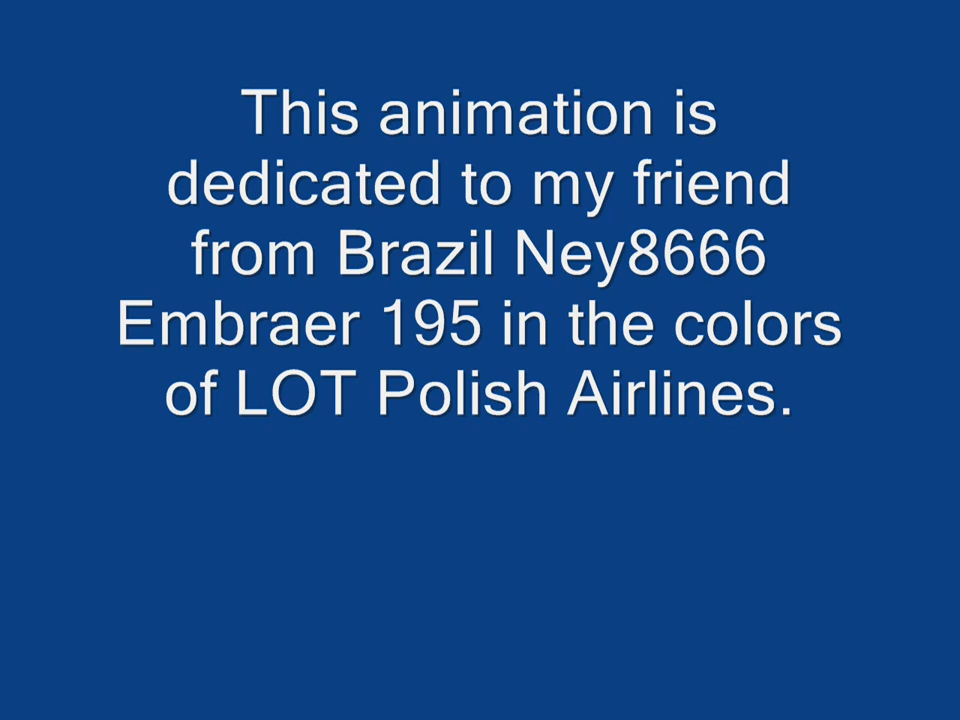 This animation is
dedicated to my friend
from Brazil Ney8666
Embraer 195 in the colors
of LOT Polish Airlines.